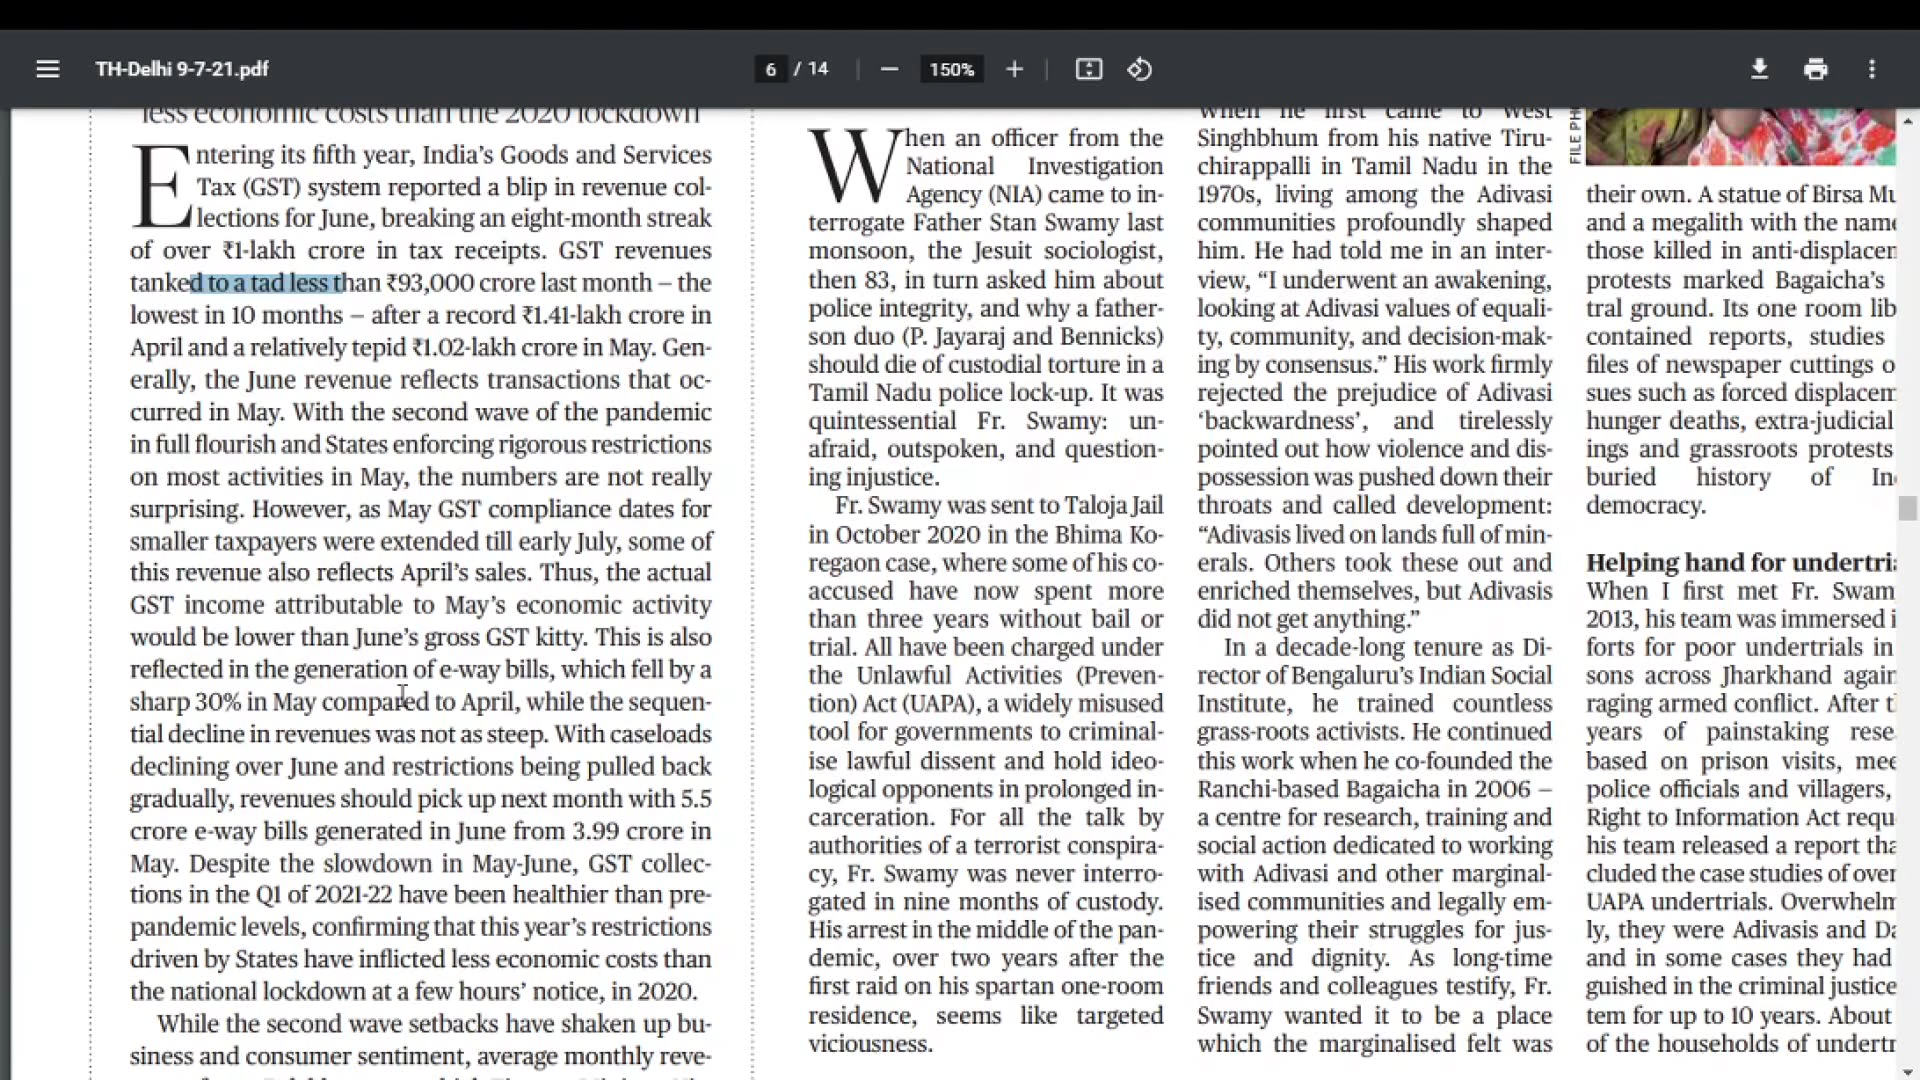 TH-Delhi 9-7-21.pdf
6 / 14
150%
less economic costs than the 2020 lockdown
Entering its fifth year, India’s Goods and Services
Tax (GST) system reported a blip in revenue col-
lections for June, breaking an eight-month streak
of over ₹1-lakh crore in tax receipts. GST revenues
tanked to a tad less than ₹93,000 crore last month – the
lowest in 10 months – after a record ₹1.41-lakh crore in
April and a relatively tepid ₹1.02-lakh crore in May. Gen-
erally, the June revenue reflects transactions that oc-
curred in May. With the second wave of the pandemic
in full flourish and States enforcing rigorous restrictions
on most activities in May, the numbers are not really
surprising. However, as May GST compliance dates for
smaller taxpayers were extended till early July, some of
this revenue also reflects April’s sales. Thus, the actual
GST income attributable to May’s economic activity
would be lower than June’s gross GST kitty. This is also
reflected in the generation of e-way bills, which fell by a
sharp 30% in May compared to April, while the sequen-
tial decline in revenues was not as steep. With caseloads
declining over June and restrictions being pulled back
gradually, revenues should pick up next month with 5.5
crore e-way bills generated in June from 3.99 crore in
May. Despite the slowdown in May-June, GST collec-
tions in the Q1 of 2021-22 have been healthier than pre-
pandemic levels, confirming that this year’s restrictions
driven by States have inflicted less economic costs than
the national lockdown at a few hours’ notice, in 2020.
While the second wave setbacks have shaken up bu-
siness and consumer sentiment, average monthly reve-
When an officer from the
National Investigation
Agency (NIA) came to in-
terrogate Father Stan Swamy last
monsoon, the Jesuit sociologist,
then 83, in turn asked him about
police integrity, and why a father-
son duo (P. Jayaraj and Bennicks)
should die of custodial torture in a
Tamil Nadu police lock-up. It was
quintessential Fr. Swamy: un-
afraid, outspoken, and question-
ing injustice.
Fr. Swamy was sent to Taloja Jail
in October 2020 in the Bhima Ko-
regaon case, where some of his co-
accused have now spent more
than three years without bail or
trial. All have been charged under
the Unlawful Activities (Preven-
tion) Act (UAPA), a widely misused
tool for governments to criminal-
ise lawful dissent and hold ideo-
logical opponents in prolonged in-
carceration. For all the talk by
authorities of a terrorist conspira-
cy, Fr. Swamy was never interro-
gated in nine months of custody.
His arrest in the middle of the pan-
demic, over two years after the
first raid on his spartan one-room
residence, seems like targeted
viciousness.
when he first came to West
Singhbhum from his native Tiru-
chirappalli in Tamil Nadu in the
1970s, living among the Adivasi
communities profoundly shaped
him. He had told me in an inter-
view, “I underwent an awakening,
looking at Adivasi values of equali-
ty, community, and decision-mak-
ing by consensus.” His work firmly
rejected the prejudice of Adivasi
‘backwardness’, and tirelessly
pointed out how violence and dis-
possession was pushed down their
throats and called development:
“Adivasis lived on lands full of min-
erals. Others took these out and
enriched themselves, but Adivasis
did not get anything.”
In a decade-long tenure as Di-
rector of Bengaluru’s Indian Social
Institute, he trained countless
grass-roots activists. He continued
this work when he co-founded the
Ranchi-based Bagaicha in 2006 –
a centre for research, training and
social action dedicated to working
with Adivasi and other marginal-
ised communities and legally em-
powering their struggles for jus-
tice and dignity. As long-time
friends and colleagues testify, Fr.
Swamy wanted it to be a place
which the marginalised felt was
FILE PH
their own. A statue of Birsa Mu
and a megalith with the name
those killed in anti-displacem
protests marked Bagaicha’s
tral ground. Its one room lib
contained reports, studies
files of newspaper cuttings o
sues such as forced displacem
hunger deaths, extra-judicial
ings and grassroots protests
buried history of In
democracy.
Helping hand for undertri
When I first met Fr. Swam
2013, his team was immersed i
forts for poor undertrials in
sons across Jharkhand again
raging armed conflict. After t
years of painstaking rese
based on prison visits, mee
police officials and villagers,
Right to Information Act requ
his team released a report tha
cluded the case studies of over
UAPA undertrials. Overwhelm
ly, they were Adivasis and Da
and in some cases they had
guished in the criminal justice
tem for up to 10 years. About
of the households of undertr